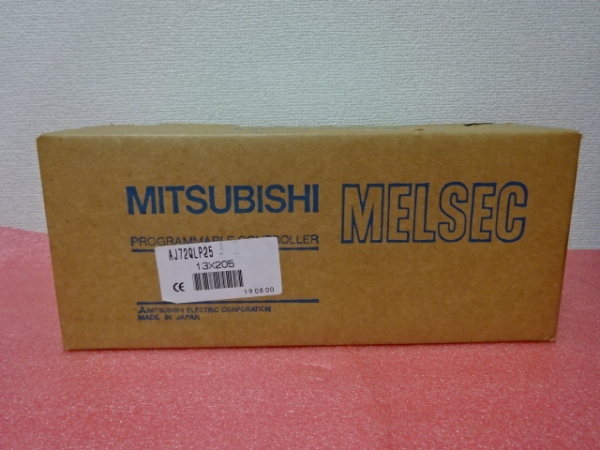 MITSUBISHI
MELSEC
PROGRAMMABLE CONTROLLER
AJ72QLP25
13X205
CE
190800
MITSUBISHI ELECTRIC CORPORATION
MADE IN JAPAN